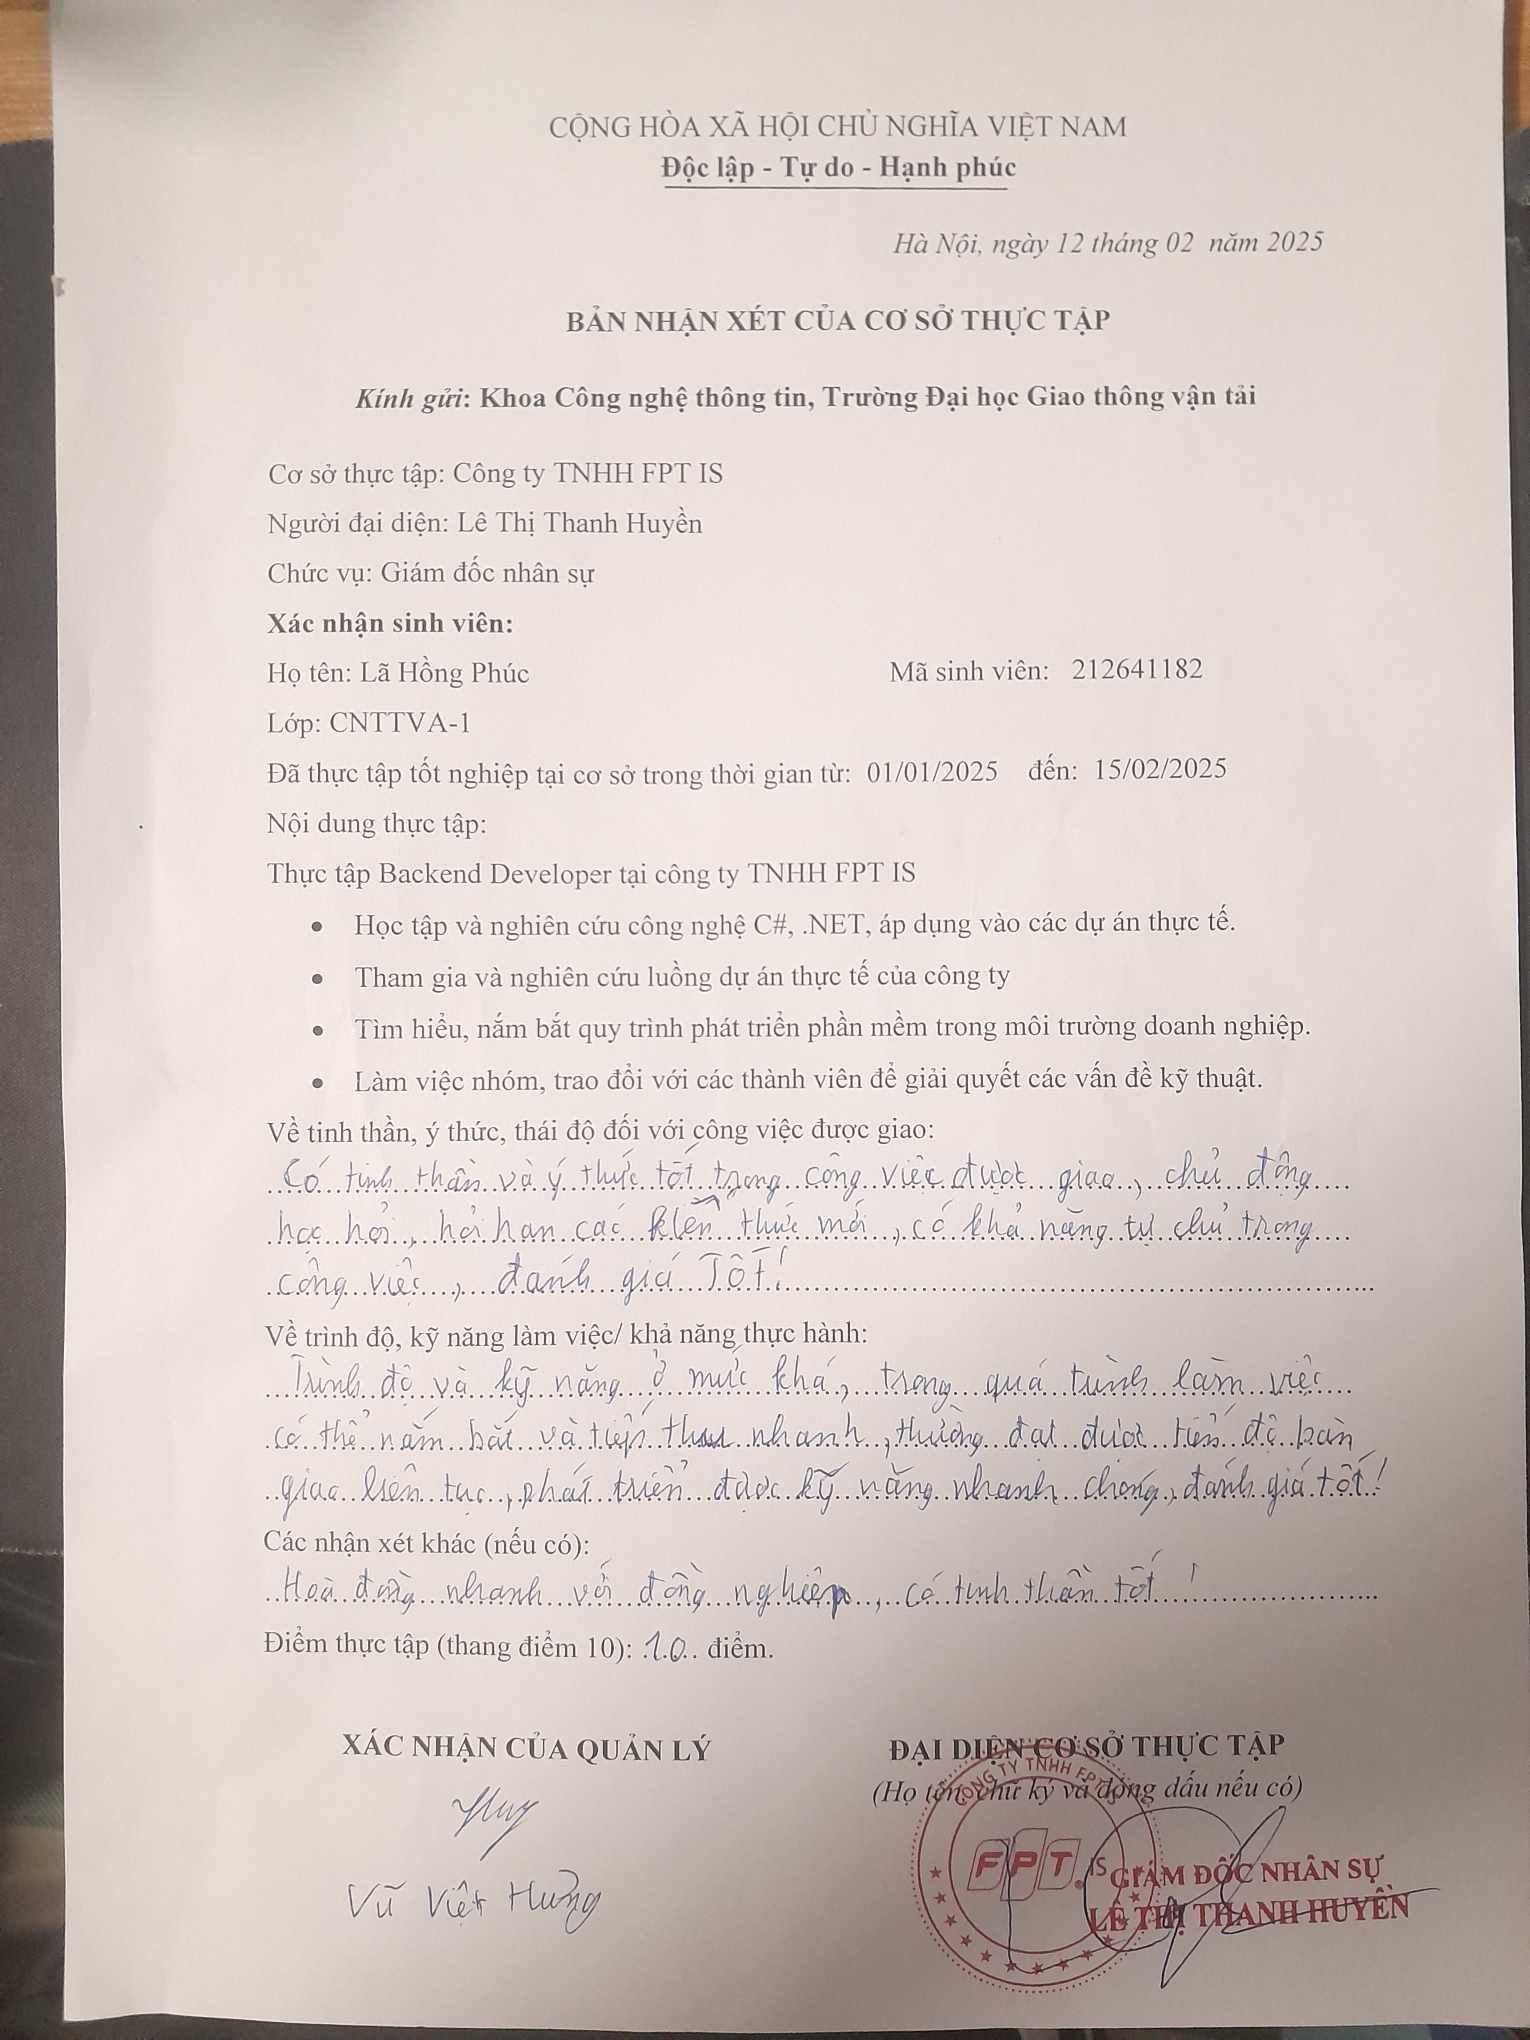 CỘNG HÒA XÃ HỘI CHỦ NGHĨA VIỆT NAM
Độc lập - Tự do - Hạnh phúc
Hà Nội, ngày 12 tháng 02 năm 2025
BẢN NHẬN XÉT CỦA CƠ SỞ THỰC TẬP
Kính gửi: Khoa Công nghệ thông tin, Trường Đại học Giao thông vận tải
Cơ sở thực tập: Công ty TNHH FPT IS
Người đại diện: Lê Thị Thanh Huyền
Chức vụ: Giám đốc nhân sự
Xác nhận sinh viên:
Họ tên: Lã Hồng Phúc Mã sinh viên: 212641182
Lớp: CNTTVA-1
Đã thực tập tốt nghiệp tại cơ sở trong thời gian từ: 01/01/2025 đến: 15/02/2025
Nội dung thực tập:
Thực tập Backend Developer tại công ty TNHH FPT IS
• Học tập và nghiên cứu công nghệ C#, .NET, áp dụng vào các dự án thực tế.
• Tham gia và nghiên cứu luồng dự án thực tế của công ty
• Tìm hiểu, nắm bắt quy trình phát triển phần mềm trong môi trường doanh nghiệp.
• Làm việc nhóm, trao đổi với các thành viên để giải quyết các vấn đề kỹ thuật.
Về tinh thần, ý thức, thái độ đối với công việc được giao:
Có tinh thần và ý thức tốt trong công việc được giao, chủ động
học hỏi, hỏi han các kiến thức mới, có khả năng tự chủ trong
công việc, đánh giá Tốt!
Về trình độ, kỹ năng làm việc/ khả năng thực hành:
Trình độ và kỹ năng ở mức khá, trong quá trình làm việc
có thể nắm bắt và tiếp thu nhanh, thường đạt được tiến độ bàn
giao liên tục, phát triển được kỹ năng nhanh chóng, đánh giá tốt!
Các nhận xét khác (nếu có):
Hoà đồng nhanh với đồng nghiệp, có tinh thần tốt!
Điểm thực tập (thang điểm 10): 10 điểm.
XÁC NHẬN CỦA QUẢN LÝ
Vũ Việt Hưng
ĐẠI DIỆN CƠ SỞ THỰC TẬP
(Họ tên, chữ ký và đóng dấu nếu có)
CÔNG TY TNHH FPT IS
FPT IS
GIÁM ĐỐC NHÂN SỰ
LÊ THỊ THANH HUYỀN